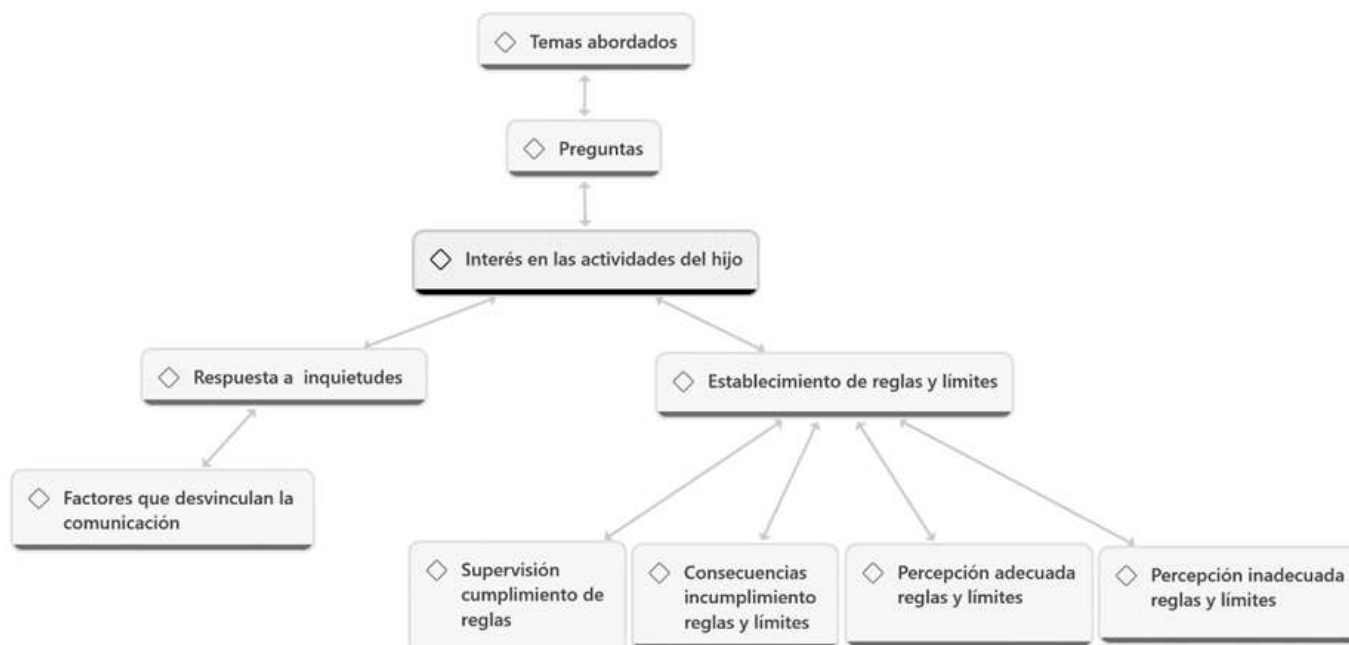 Temas abordados
Preguntas
Interés en las actividades del hijo
Respuesta a inquietudes
Establecimiento de reglas y límites
Factores que desvinculan la
comunicación
Supervisión
cumplimiento de
reglas
Consecuencias
incumplimiento
reglas y límites
Percepción adecuada
reglas y límites
Percepción inadecuada
reglas y límites